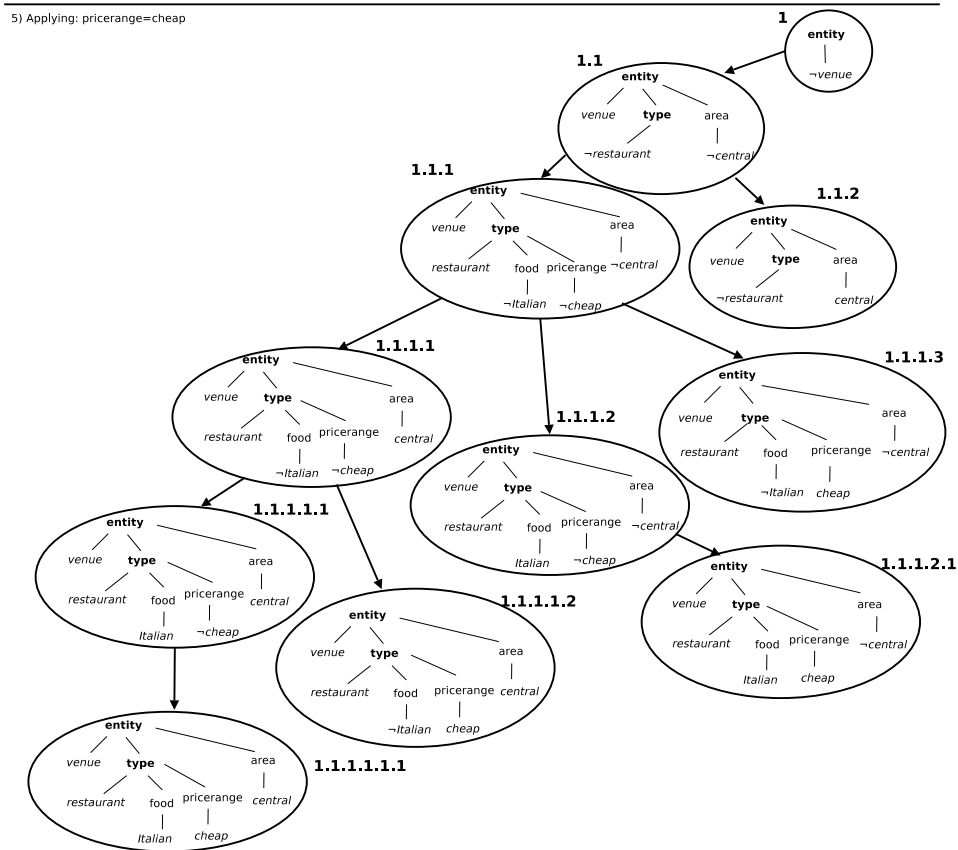 5) Applying: pricerange=cheap
1
entity
¬venue
1.1
entity
venue type area
¬restaurant ¬central
1.1.1
entity
venue type area
restaurant food pricerange ¬central
¬Italian ¬cheap
1.1.2
entity
venue type area
¬restaurant central
1.1.1.1
entity
venue type area
restaurant food pricerange central
¬Italian ¬cheap
1.1.1.2
entity
venue type area
restaurant food pricerange ¬central
Italian ¬cheap
1.1.1.3
entity
venue type area
restaurant food pricerange ¬central
¬Italian cheap
1.1.1.1.1
entity
venue type area
restaurant food pricerange central
Italian ¬cheap
1.1.1.1.2
entity
venue type area
restaurant food pricerange central
¬Italian cheap
1.1.1.2.1
entity
venue type area
restaurant food pricerange ¬central
Italian cheap
1.1.1.1.1.1
entity
venue type area
restaurant food pricerange central
Italian cheap